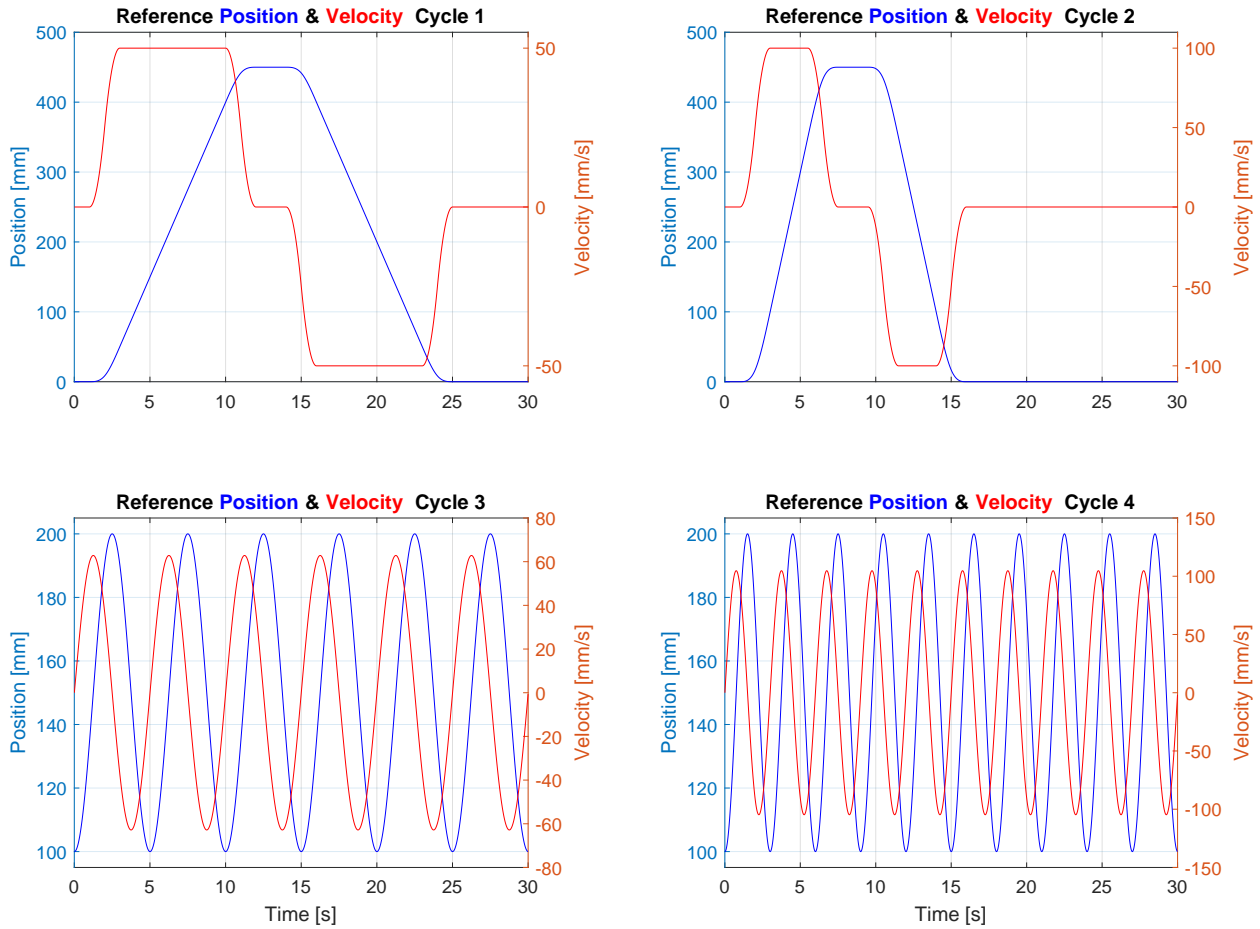 Reference Position & Velocity Cycle 1
500
400
300
200
100
0
Position [mm]
50
0
-50
Velocity [mm/s]
0 5 10 15 20 25 30
Reference Position & Velocity Cycle 2
500
400
300
200
100
0
Position [mm]
100
50
0
-50
-100
Velocity [mm/s]
0 5 10 15 20 25 30
Reference Position & Velocity Cycle 3
200
180
160
140
120
100
Position [mm]
80
60
40
20
0
-20
-40
-60
-80
Velocity [mm/s]
0 5 10 15 20 25 30
Time [s]
Reference Position & Velocity Cycle 4
200
180
160
140
120
100
Position [mm]
150
100
50
0
-50
-100
-150
Velocity [mm/s]
0 5 10 15 20 25 30
Time [s]